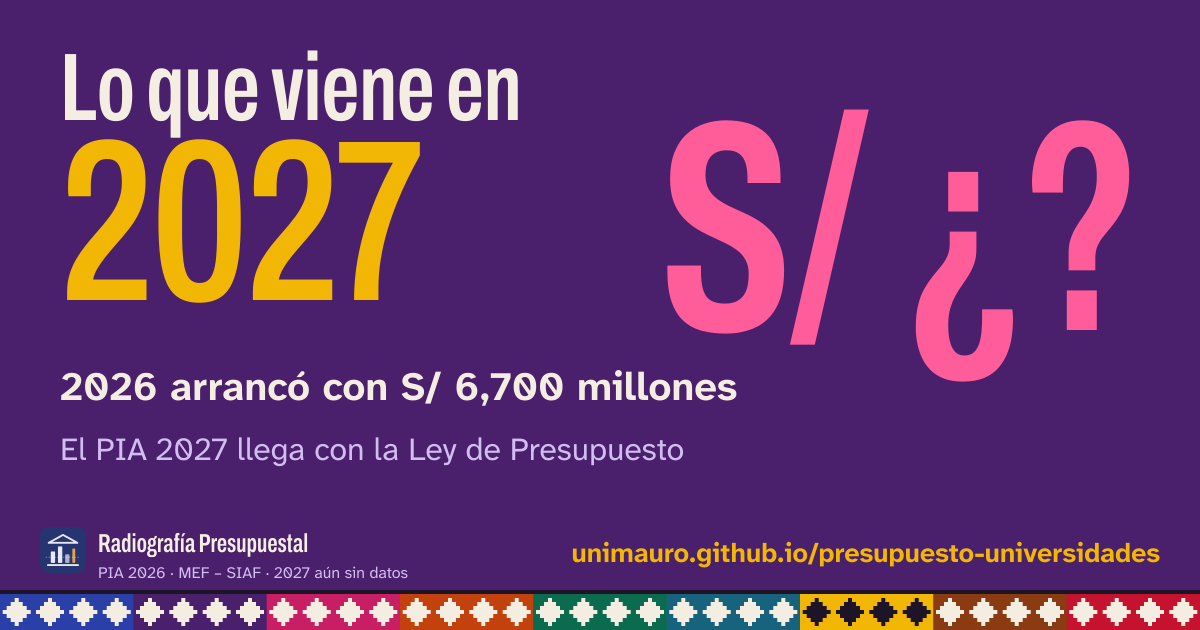 Lo que viene en
2027
S/ ¿?
2026 arrancó con S/ 6,700 millones
El PIA 2027 llega con la Ley de Presupuesto
Radiografía Presupuestal
PIA 2026 · MEF – SIAF · 2027 aún sin datos
unimauro.github.io/presupuesto-universidades